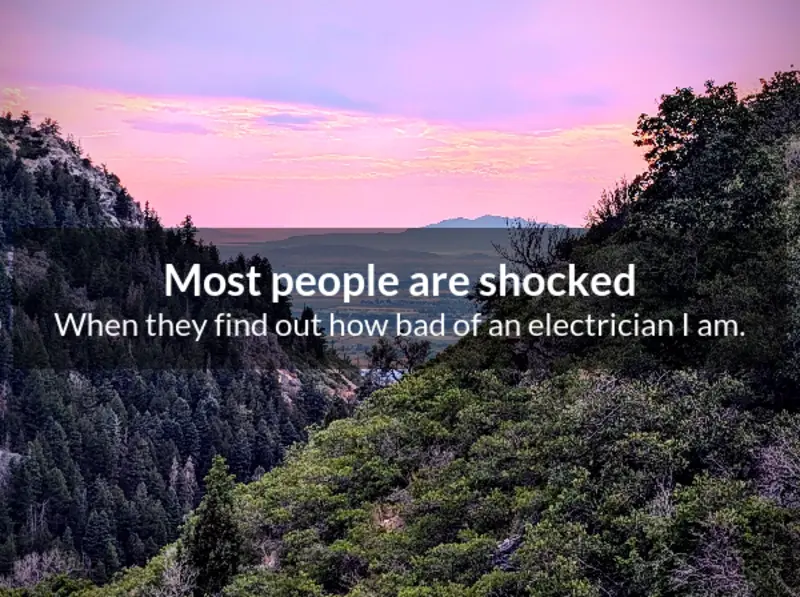 Most people are shocked
When they find out how bad of an electrician I am.